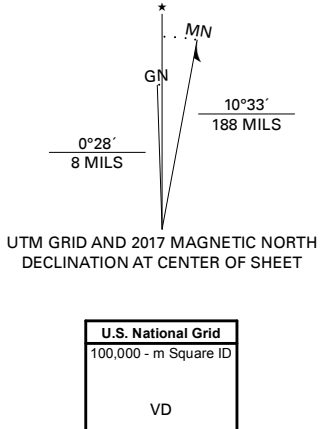 ★
MN
GN
0°28´
8 MILS
10°33´
188 MILS
UTM GRID AND 2017 MAGNETIC NORTH
DECLINATION AT CENTER OF SHEET
U.S. National Grid
100,000 - m Square ID
VD